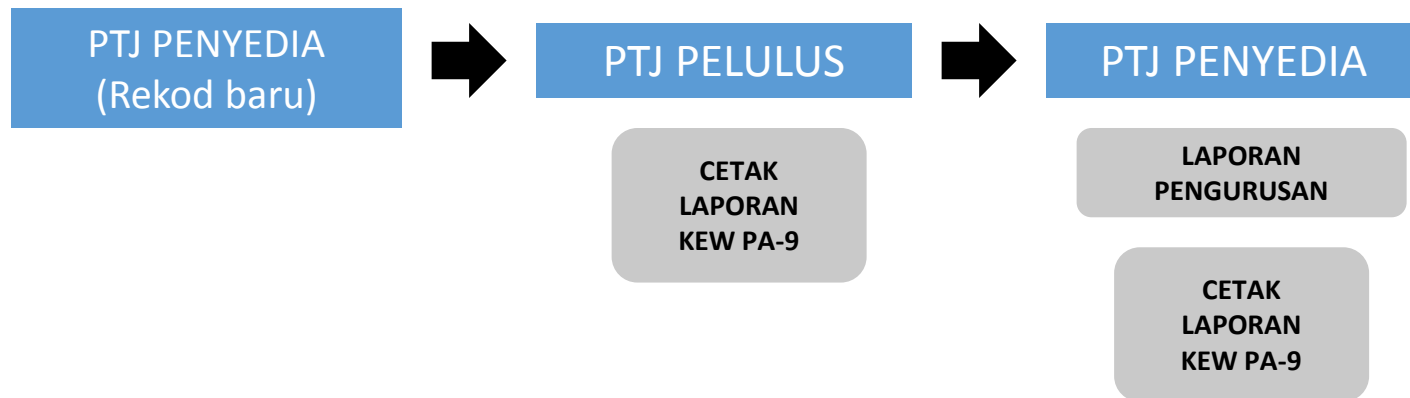 PTJ PENYEDIA
(Rekod baru)
PTJ PELULUS
CETAK
LAPORAN
KEW PA-9
PTJ PENYEDIA
LAPORAN
PENGURUSAN
CETAK
LAPORAN
KEW PA-9